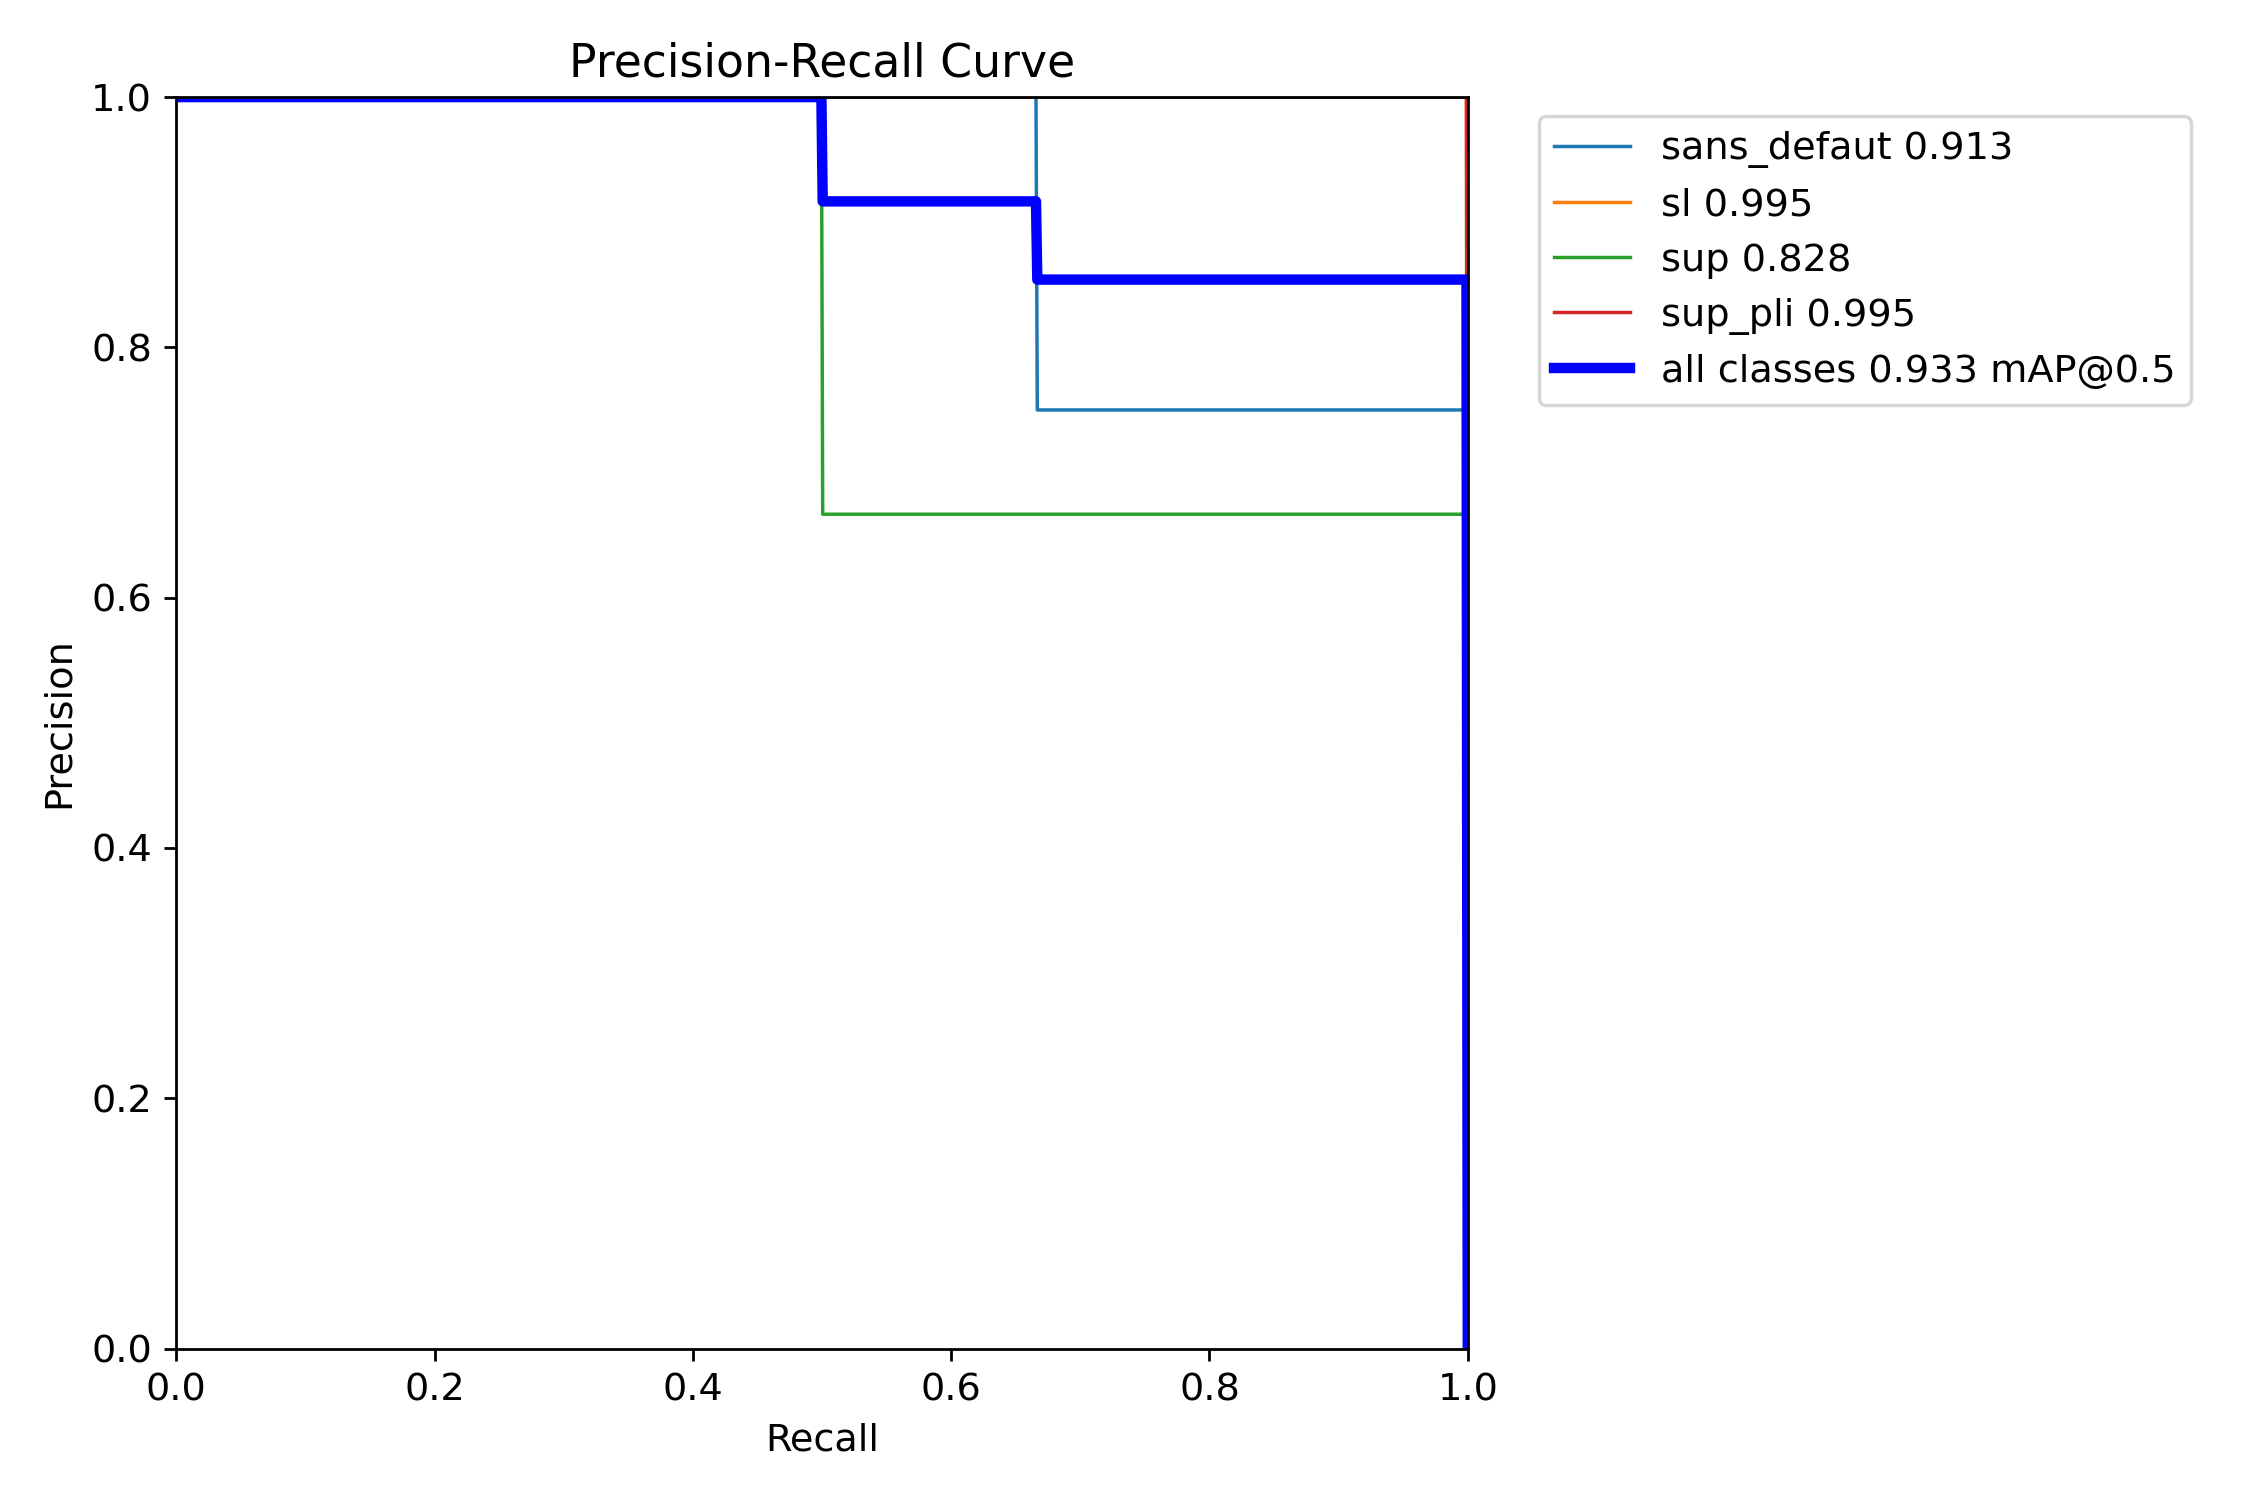 Precision-Recall Curve
1.0
0.8
0.6
0.4
0.2
0.0
Precision
0.0 0.2 0.4 0.6 0.8 1.0
Recall
sans_defaut 0.913
sl 0.995
sup 0.828
sup_pli 0.995
all classes 0.933 mAP@0.5